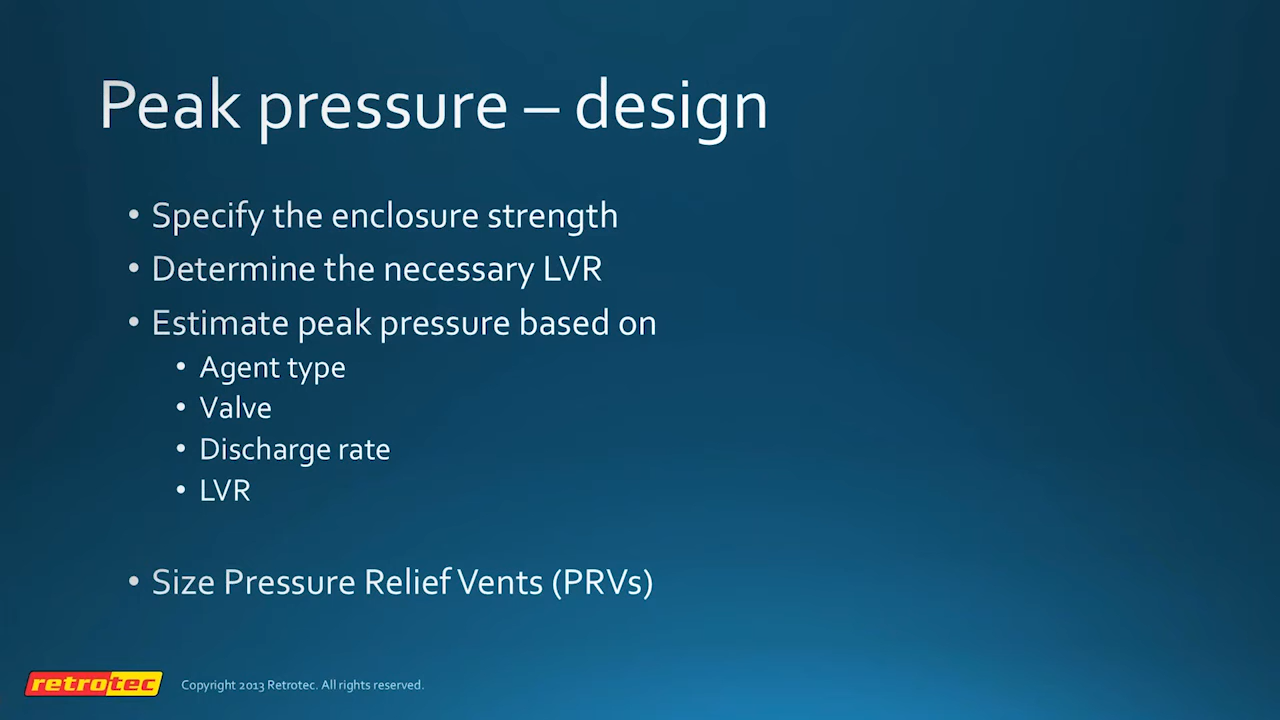 Peak pressure – design
• Specify the enclosure strength
• Determine the necessary LVR
• Estimate peak pressure based on
• Agent type
• Valve
• Discharge rate
• LVR
• Size Pressure Relief Vents (PRVs)
retrotec Copyright 2013 Retrotec. All rights reserved.